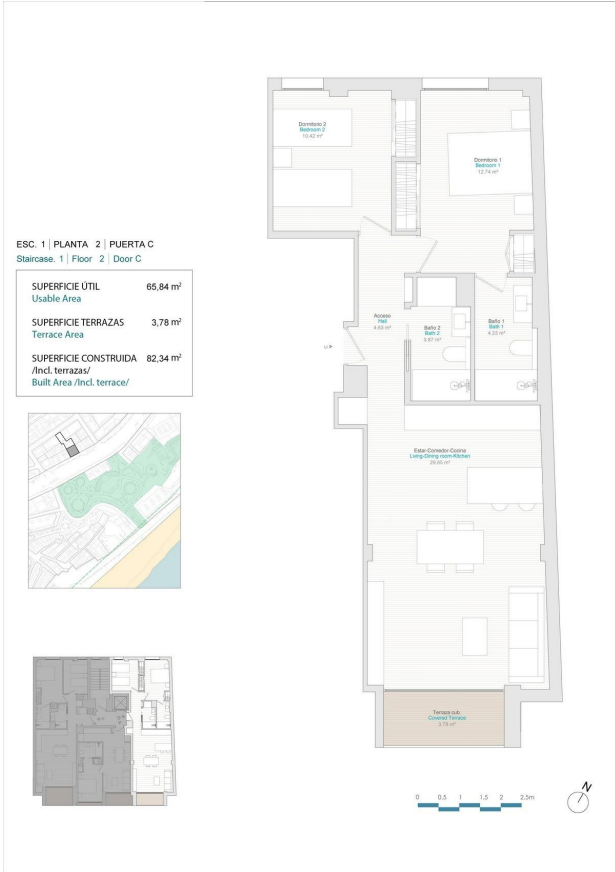 Dormitorio 2
Bedroom 2
10.42 m²
Dormitorio 1
Bedroom 1
ESC. 1 | PLANTA 2 | PUERTA C
Staircase. 1 | Floor 2 | Door C
SUPERFICIE ÚTIL 65,84 m²
Usable Area
SUPERFICIE TERRAZAS 3,78 m²
Terrace Area
SUPERFICIE CONSTRUIDA 82,34 m²
/Incl. terrazas/
Built Area /Incl. terrace/
Acceso
Hall
Baño 2
Bath 2
Baño 1
Bath 1
4.33 m²
Estar-Comedor-Cocina
Living-Dining room-Kitchen
Terraza cub.
Covered Terrace
3.78 m²
0 0.5 1 1.5 2 2.5m
N